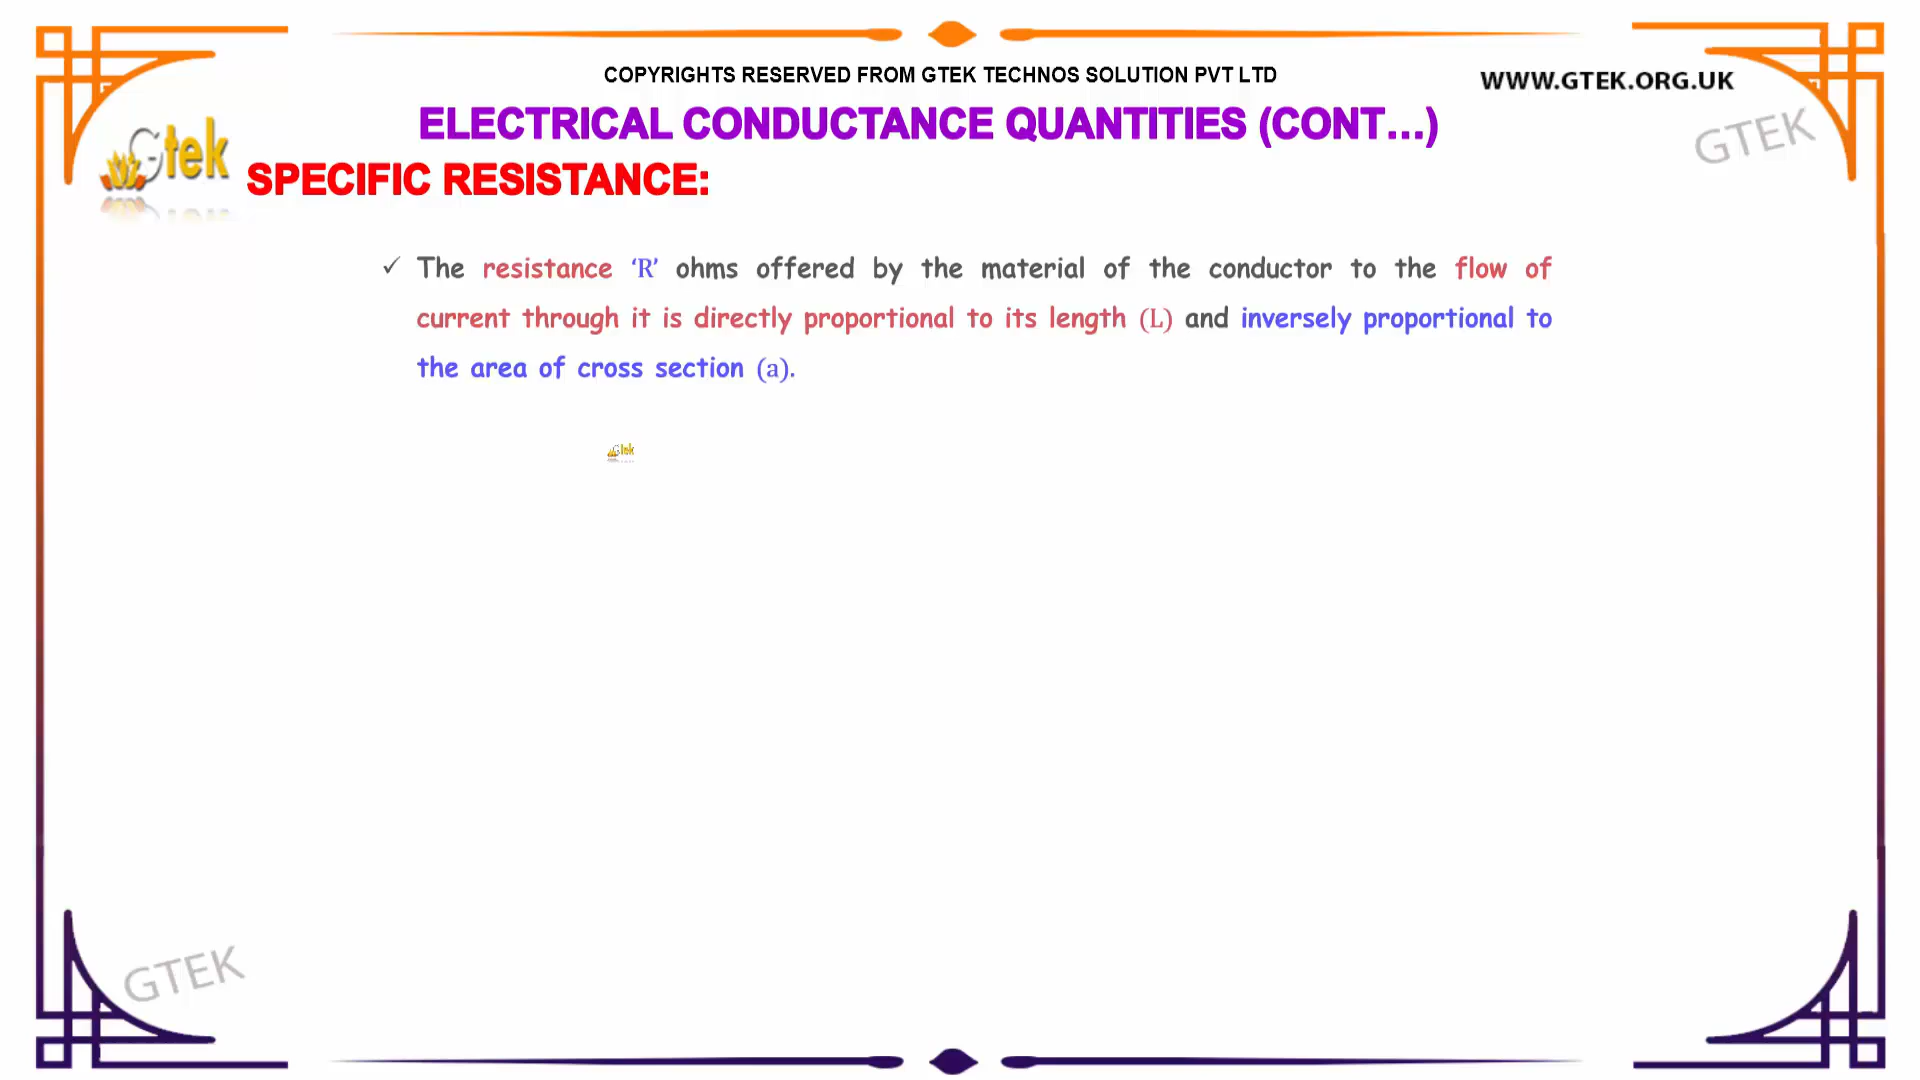 COPYRIGHTS RESERVED FROM GTEK TECHNOS SOLUTION PVT LTD
WWW.GTEK.ORG.UK
ELECTRICAL CONDUCTANCE QUANTITIES (CONT...)
GTEK
Gtek
SPECIFIC RESISTANCE:
✓ The resistance ‘R’ ohms offered by the material of the conductor to the flow of
current through it is directly proportional to its length (L) and inversely proportional to
the area of cross section (a).
Gtek
GTEK